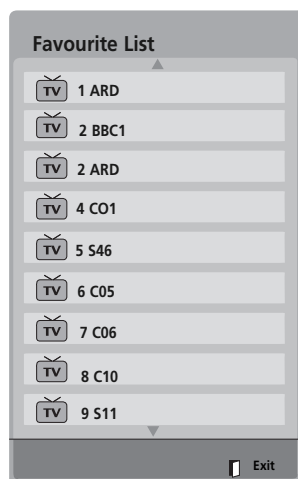 Favourite List
TV 1 ARD
TV 2 BBC1
TV 2 ARD
TV 4 CO1
TV 5 S46
TV 6 C05
TV 7 C06
TV 8 C10
TV 9 S11
Exit